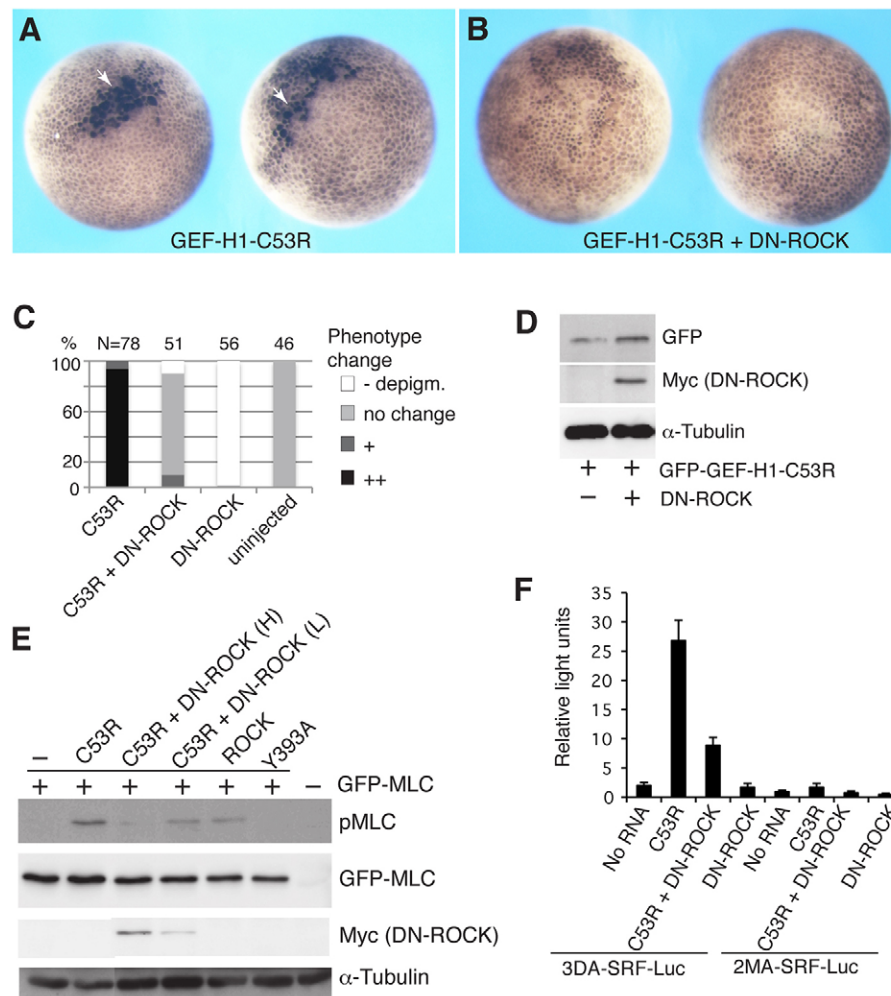 A
B
GEF-H1-C53R
GEF-H1-C53R + DN-ROCK
C
% N=78 51 56 46
Phenotype
change
- depigm.
no change
+
++
100
60
20
0
C53R
C53R + DN-ROCK
DN-ROCK
uninjected
D
GFP
Myc (DN-ROCK)
α-Tubulin
+ + GFP-GEF-H1-C53R
− + DN-ROCK
E
− C53R C53R + DN-ROCK (H) C53R + DN-ROCK (L) ROCK Y393A
+ + + + + + − GFP-MLC
pMLC
GFP-MLC
Myc (DN-ROCK)
α-Tubulin
F
Relative light units
35
30
25
20
15
10
5
0
No RNA
C53R
C53R + DN-ROCK
DN-ROCK
No RNA
C53R
C53R + DN-ROCK
DN-ROCK
3DA-SRF-Luc
2MA-SRF-Luc